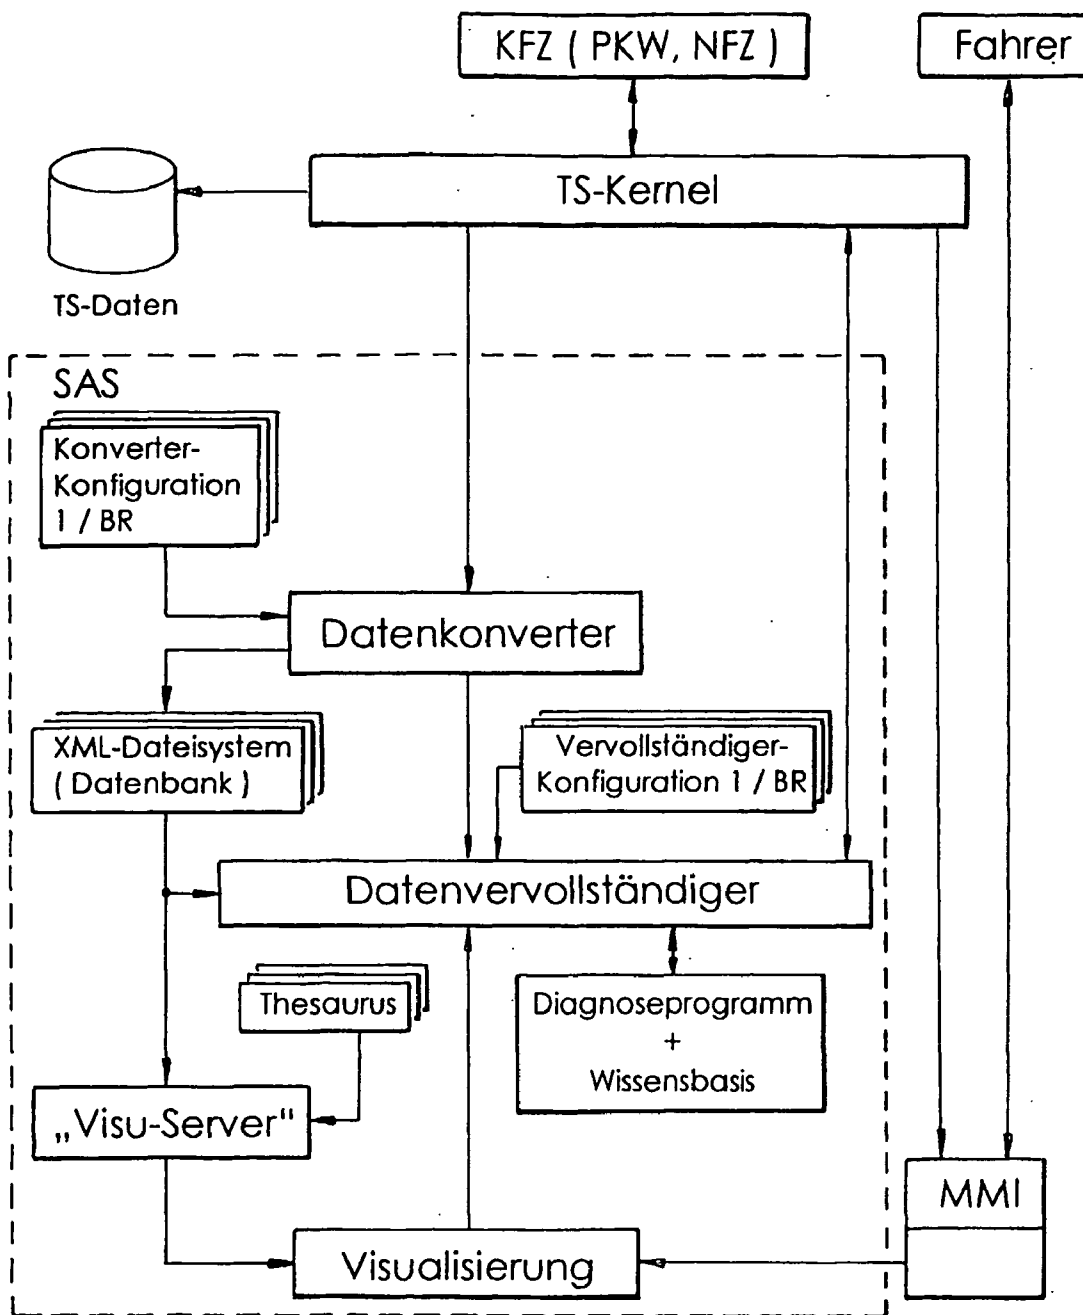 KFZ ( PKW, NFZ )
Fahrer
TS-Kernel
TS-Daten
SAS
Konverter-
Konfiguration
1 / BR
Datenkonverter
XML-Dateisystem
( Datenbank )
Vervollständiger-
Konfiguration 1 / BR
Datenvervollständiger
Thesaurus
Diagnoseprogramm
+
Wissensbasis
„Visu-Server“
MMI
Visualisierung